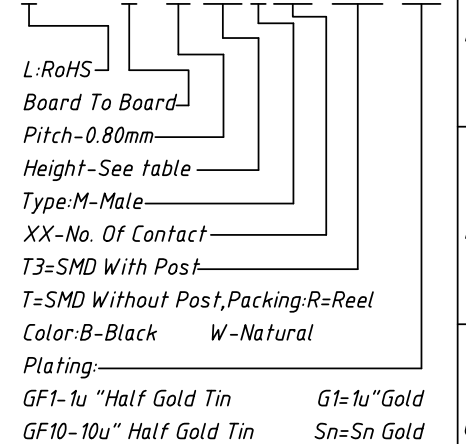 L:RoHS
Board To Board
Pitch-0.80mm
Height-See table
Type:M-Male
XX-No. Of Contact
T3=SMD With Post
T=SMD Without Post,Packing:R=Reel
Color:B-Black W-Natural
Plating:
GF1-1u "Half Gold Tin G1=1u"Gold
GF10-10u" Half Gold Tin Sn=Sn Gold